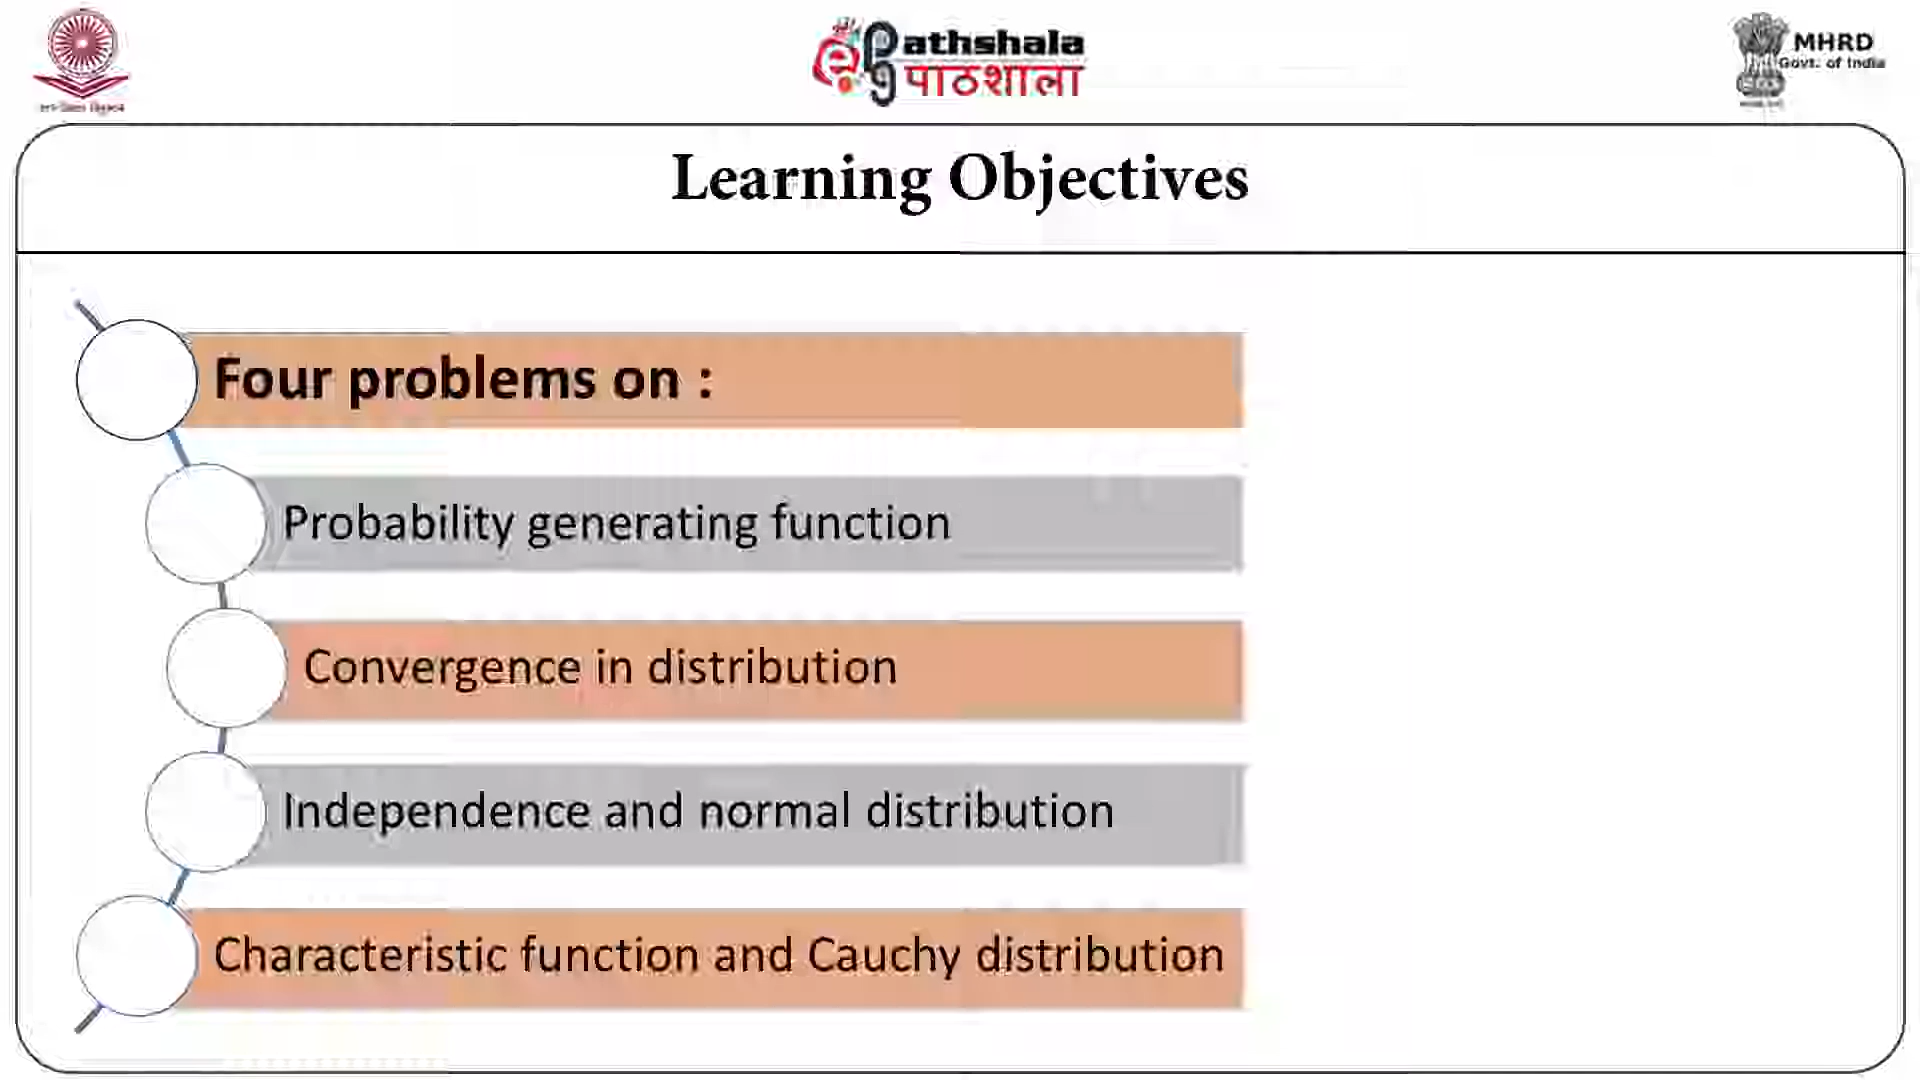 athshala
पाठशाला
MHRD
Govt. of India
Learning Objectives
Four problems on :
Probability generating function
Convergence in distribution
Independence and normal distribution
Characteristic function and Cauchy distribution